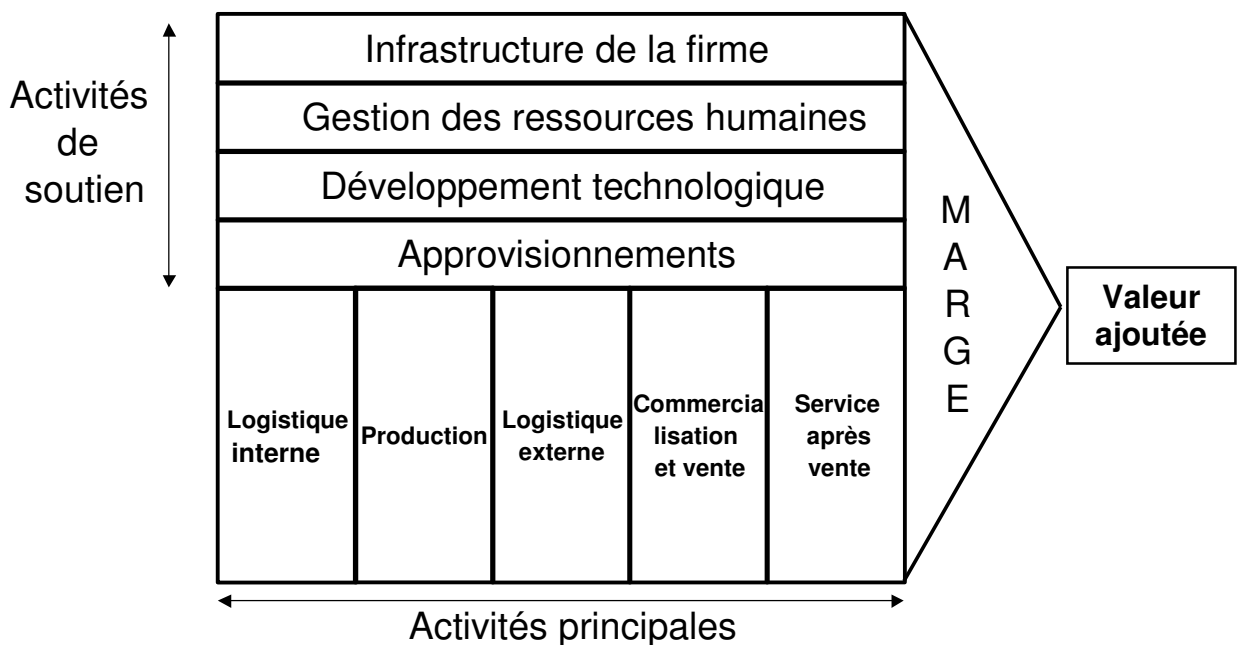 Infrastructure de la firme
Activités
de
soutien
Gestion des ressources humaines
Développement technologique
Approvisionnements
M
A
R
G
E
Valeur
ajoutée
Logistique
interne
Production
Logistique
externe
Commercia
lisation
et vente
Service
après
vente
Activités principales